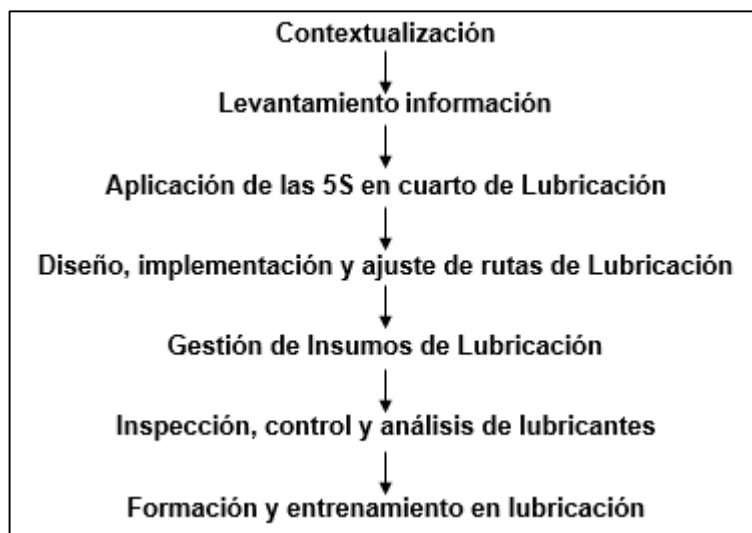 Contextualización
Levantamiento información
Aplicación de las 5S en cuarto de Lubricación
Diseño, implementación y ajuste de rutas de Lubricación
Gestión de Insumos de Lubricación
Inspección, control y análisis de lubricantes
Formación y entrenamiento en lubricación